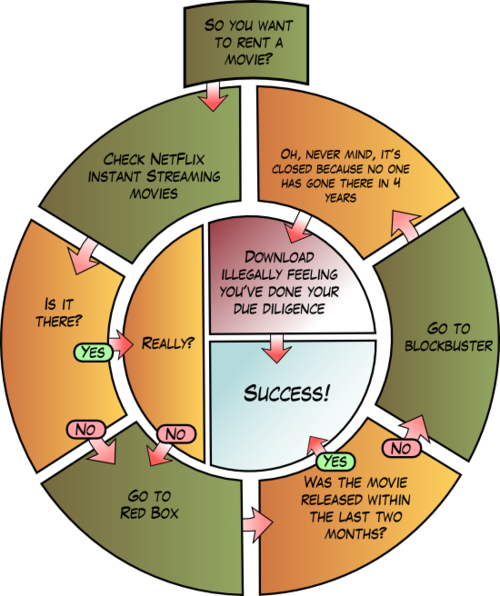 So you want
to rent a
movie?
Check NetFlix
instant Streaming
movies
Oh, never mind, it's
closed because no one
has gone there in 4
years
Is it
there?
Yes
No
Really?
No
Download
illegally feeling
you've done your
due diligence
Success!
Go to
blockbuster
Go to
Red Box
Yes
No
Was the movie
released within
the last two
months?